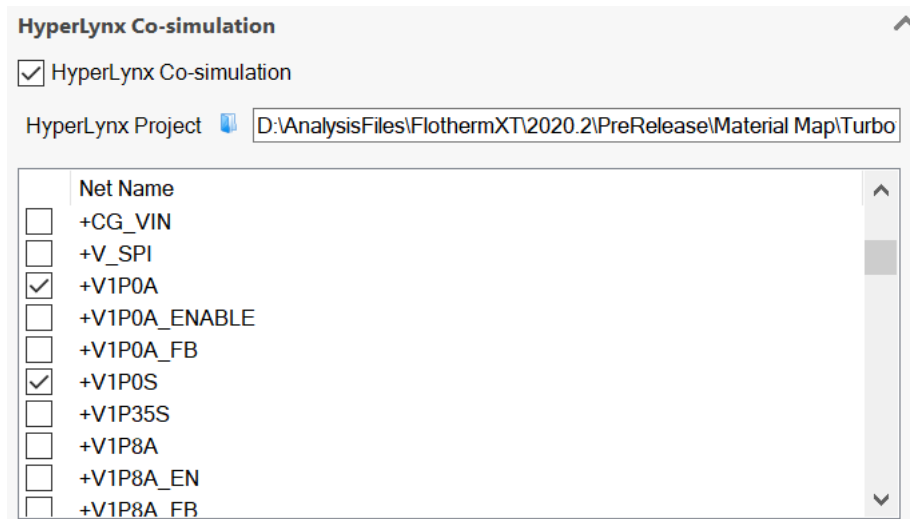 HyperLynx Co-simulation
HyperLynx Co-simulation
HyperLynx Project D:\AnalysisFiles\FlothermXT\2020.2\PreRelease\Material Map\Turbo
Net Name
+CG_VIN
+V_SPI
+V1P0A
+V1P0A_ENABLE
+V1P0A_FB
+V1P0S
+V1P35S
+V1P8A
+V1P8A_EN
+V1P8A_FB